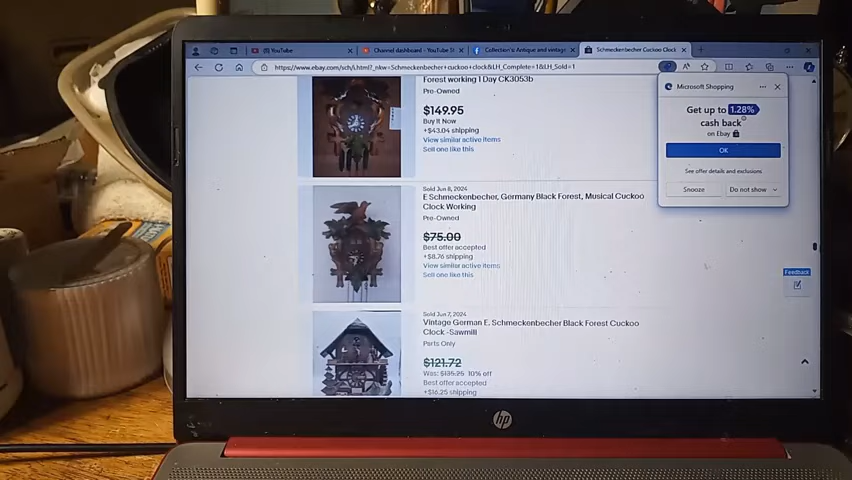 YouTube
Channel dashboard - YouTube St
Collection: Antique and vintage
Schmeckenbecher Cuckoo Clock
https://www.ebay.com/sch/i.html?_nkw=Schmeckenbecher+cuckoo+clock&LH_Complete=1&LH_Sold=1
Forest working 1 Day CK3053b
Pre-Owned
$149.95
Buy It Now
+$43.04 shipping
View similar active items
Sell one like this
Sold Jun 8, 2024
E Schmeckenbecher, Germany Black Forest, Musical Cuckoo
Clock Working
Pre-Owned
$75.00
Best offer accepted
+$8.76 shipping
View similar active items
Sell one like this
Sold Jun 7, 2024
Vintage German E. Schmeckenbecher Black Forest Cuckoo
Clock -Sawmill
Parts Only
$121.72
Was: $135.25 10% off
Best offer accepted
+$16.25 shipping
Microsoft Shopping
Get up to 1.28%
cash back
on Ebay
OK
See offer details and exclusions
Snooze
Do not show
Feedback
hp